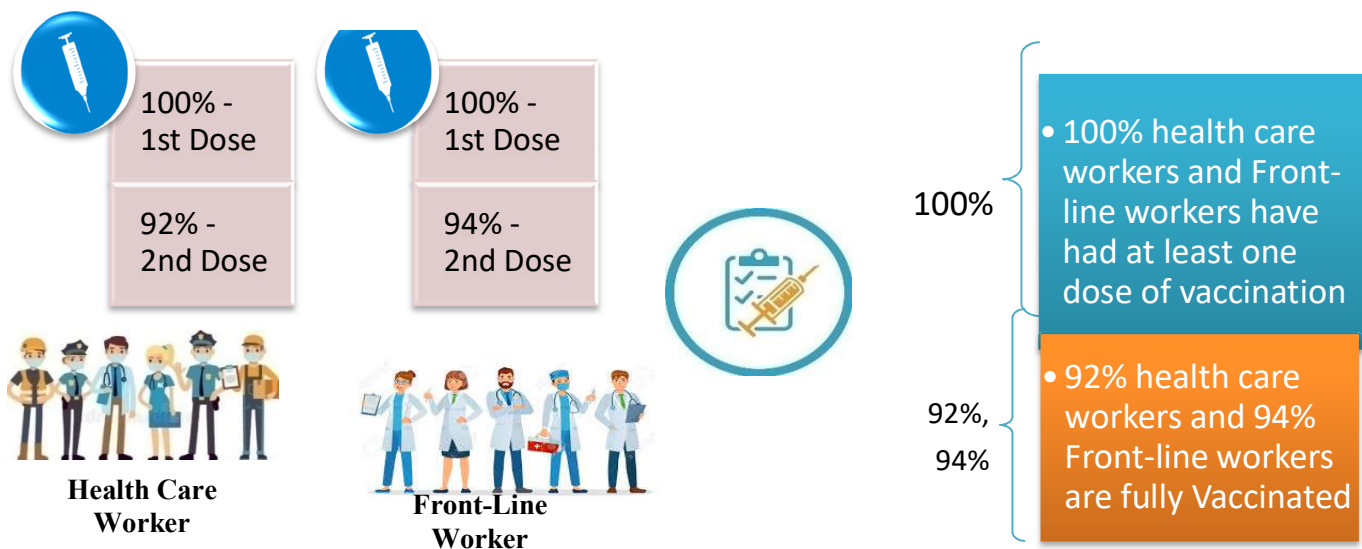 100% -
1st Dose
92% -
2nd Dose
Health Care
Worker
100% -
1st Dose
94% -
2nd Dose
Front-Line
Worker
100%
• 100% health care
workers and Front-
line workers have
had at least one
dose of vaccination
92%,
94%
• 92% health care
workers and 94%
Front-line workers
are fully Vaccinated